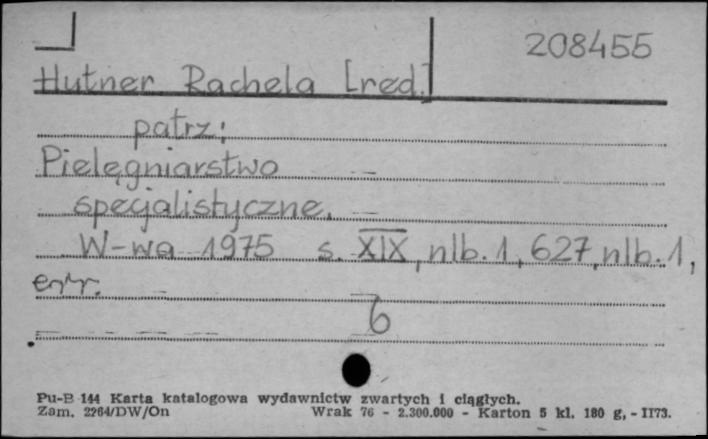 208455
Hutner Rachela [red.]
patrz:
Pielęgniarstwo
specjalistyczne.
W-wa 1975 s. XIX, nlb. 1, 627, nlb. 1,
err.
6
Pu-B 144 Karta katalogowa wydawnictw zwartych i ciągłych.
Zam. 2264/DW/On Wrak 76 - 2.300.000 - Karton 5 kl. 180 g, - II73.